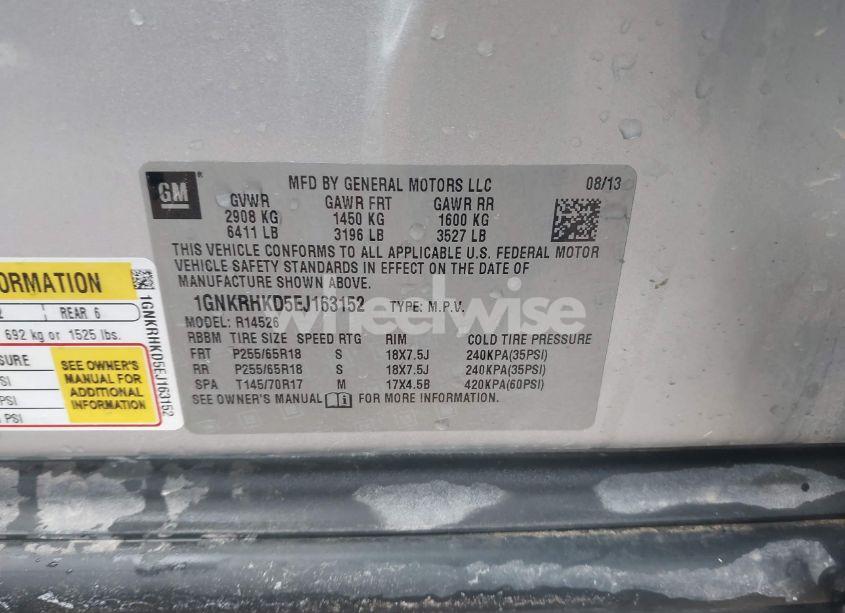 GM
MFD BY GENERAL MOTORS LLC 08/13
GVWR GAWR FRT GAWR RR
2908 KG 1450 KG 1600 KG
6411 LB 3196 LB 3527 LB
THIS VEHICLE CONFORMS TO ALL APPLICABLE U.S. FEDERAL MOTOR
VEHICLE SAFETY STANDARDS IN EFFECT ON THE DATE OF
MANUFACTURE SHOWN ABOVE.
1GNKRHKD5EJ163152 TYPE: M.P.V.
MODEL: R14526
RBBM TIRE SIZE SPEED RTG RIM COLD TIRE PRESSURE
FRT P255/65R18 S 18X7.5J 240KPA(35PSI)
RR P255/65R18 S 18X7.5J 240KPA(35PSI)
SPA T145/70R17 M 17X4.5B 420KPA(60PSI)
SEE OWNER'S MANUAL FOR MORE INFORMATION.
wheelwise
ORMATION
2 REAR 6
692 kg or 1525 lbs.
SURE
SI
SI
PSI
SEE OWNER'S
MANUAL FOR
ADDITIONAL
INFORMATION
1GNKRHKD5EJ163152